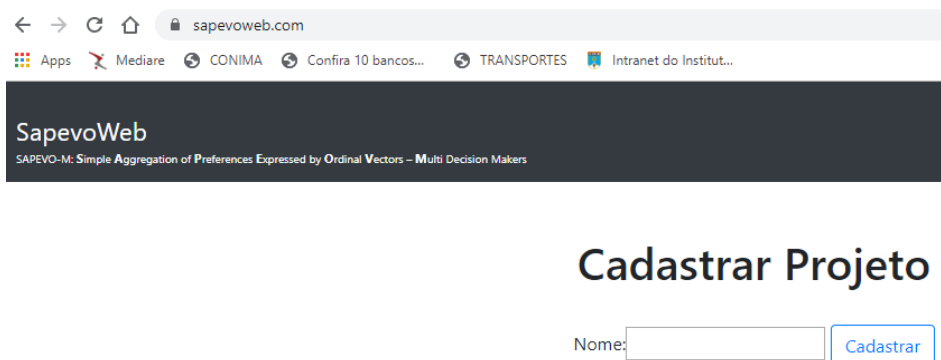 sapevoweb.com
Apps Mediare CONIMA Confira 10 bancos... TRANSPORTES Intranet do Institut...
SapevoWeb
SAPEVO-M: Simple Aggregation of Preferences Expressed by Ordinal Vectors – Multi Decision Makers
Cadastrar Projeto
Nome: Cadastrar